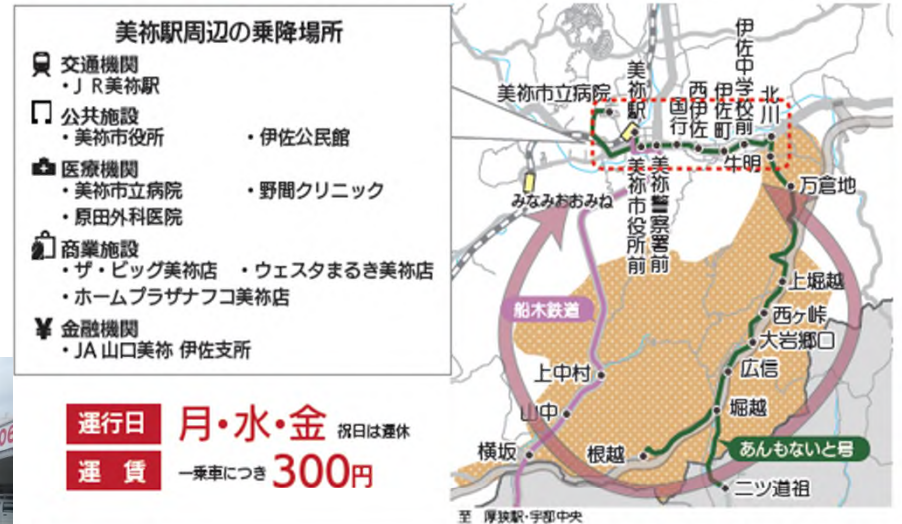 美祢駅周辺の乗降場所
交通機関
・JR美祢駅
公共施設
・美祢市役所 ・伊佐公民館
医療機関
・美祢市立病院 ・野間クリニック
・原田外科医院
商業施設
・ザ・ビッグ美祢店 ・ウェスタまるき美祢店
・ホームプラザナフコ美祢店
¥ 金融機関
・JA山口美祢 伊佐支所
運行日 月・水・金 祝日は運休
運賃 一乗車につき 300円
美祢市立病院
美祢駅
国行
西伊佐
伊佐町
伊佐中学校前
北川
牛明
万倉地
みなみおおみね
美祢市役所前
美祢警察署前
上堀越
西ヶ峠
大岩郷口
広信
堀越
船木鉄道
上中村
山中
横坂
根越
あんもないと号
二ツ道祖
至 厚狭駅・宇部中央